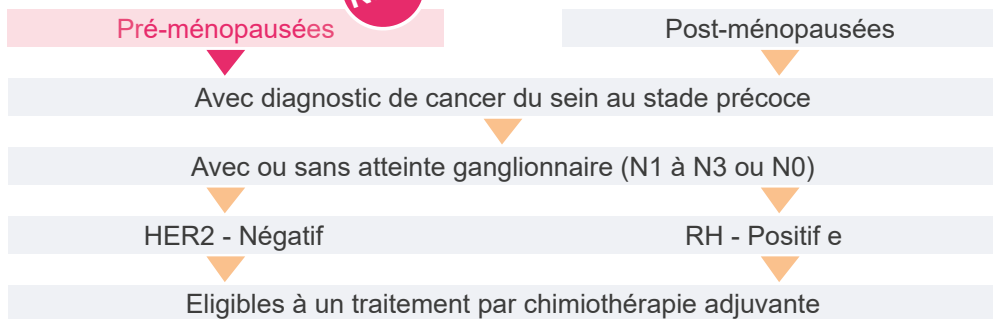 Pré-ménopausées
Post-ménopausées
Avec diagnostic de cancer du sein au stade précoce
Avec ou sans atteinte ganglionnaire (N1 à N3 ou N0)
HER2 - Négatif
RH - Positif e
Eligibles à un traitement par chimiothérapie adjuvante